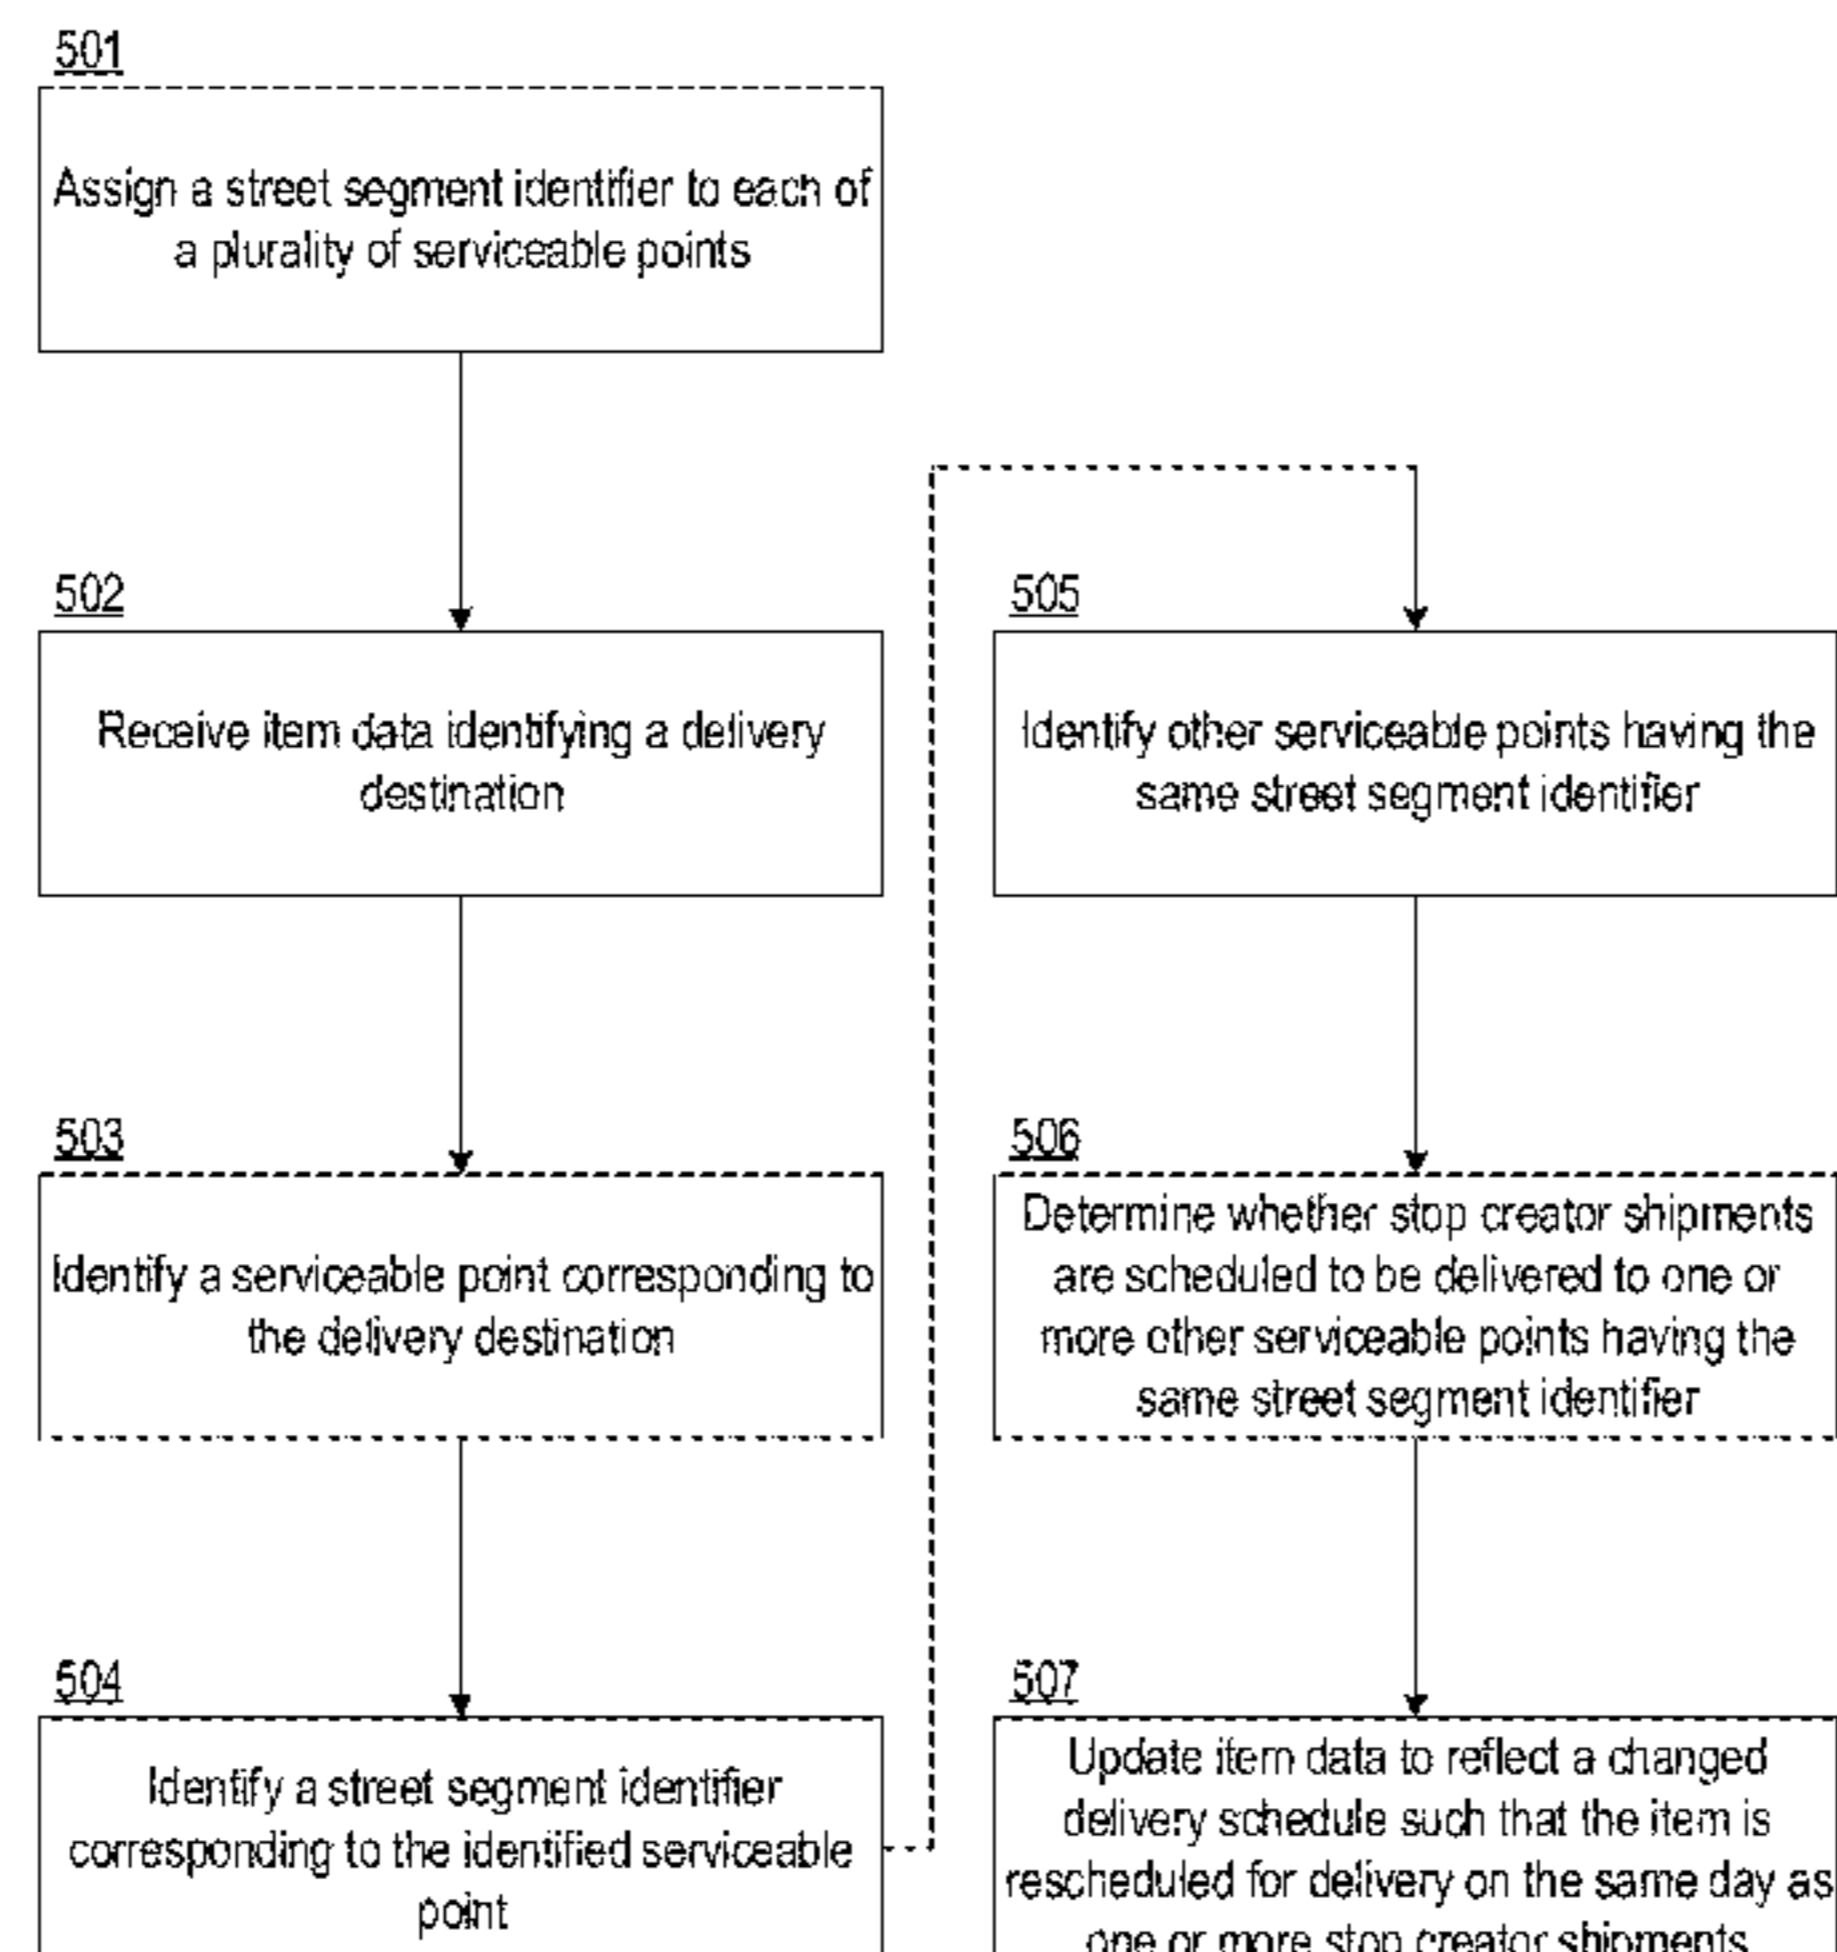 501
Assign a street segment identifier to each of
a plurality of serviceable points
502
Receive item data identifying a delivery
destination
503
Identify a serviceable point corresponding to
the delivery destination
504
Identify a street segment identifier
corresponding to the identified serviceable
point
505
Identify other serviceable points having the
same street segment identifier
506
Determine whether stop creator shipments
are scheduled to be delivered to one or
more other serviceable points having the
same street segment identifier
507
Update item data to reflect a changed
delivery schedule such that the item is
rescheduled for delivery on the same day as
one or more stop creator shipments